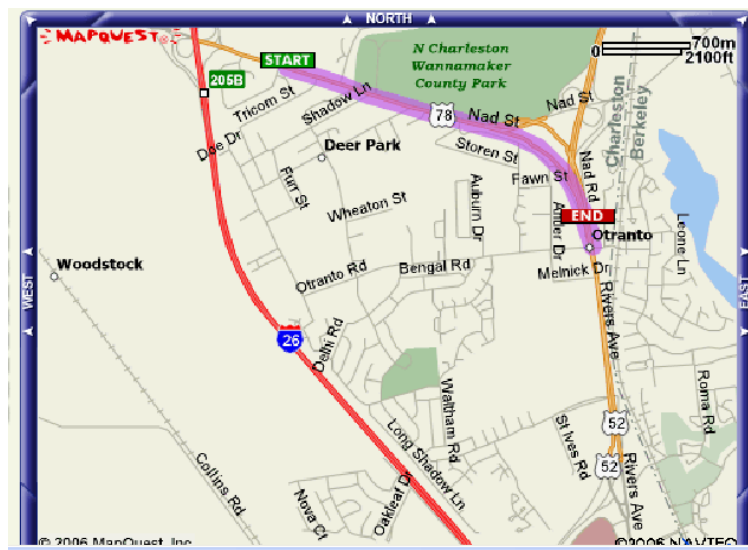 NORTH
MAPQUEST
700m
0
2100ft
START
N Charleston
Wannamaker
County Park
205B
Tricom St
Shadow Ln
78
Nad St
Nad St
Charleston
Berkeley
Doe Dr
Deer Park
Storen St
Nad Rd
Furr St
Fawn St
Auburn Dr
Wheaton St
Amber Dr
END
Otranto
Leone Ln
Woodstock
WEST
EAST
Otranto Rd
Bengal Rd
Melnick Dr
Rivers Ave
26
Delhi Rd
Waltham Rd
Roma Rd
52
St Ives Rd
52
Long Shadow Ln
Collins Rd
Oakleaf Dr
Nova Ct
Rivers Ave
© 2006 MapQuest, Inc
©2006 NAVTEQ